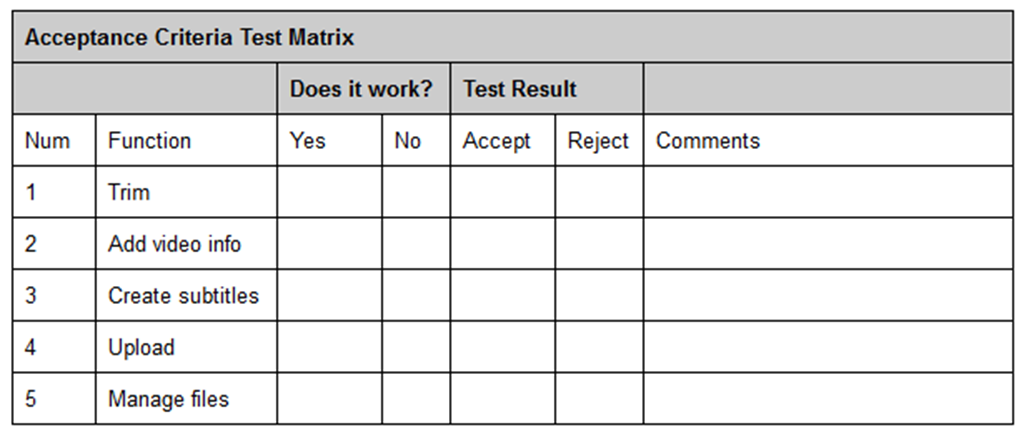 Acceptance Criteria Test Matrix
Does it work? Test Result
Num Function Yes No Accept Reject Comments
1 Trim
2 Add video info
3 Create subtitles
4 Upload
5 Manage files